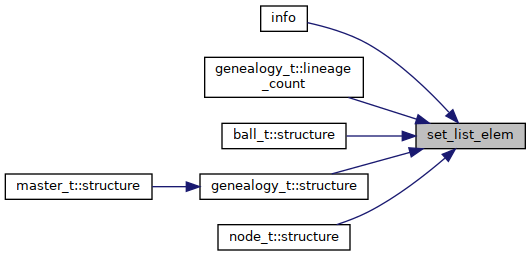 info
genealogy_t::lineage
_count
ball_t::structure
set_list_elem
master_t::structure
genealogy_t::structure
node_t::structure